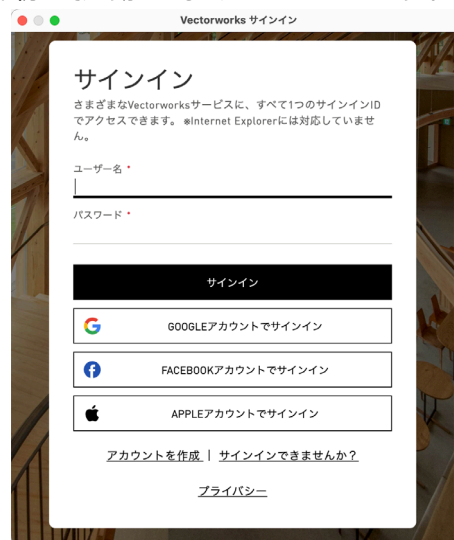 Vectorworks サインイン
サインイン
さまざまなVectorworksサービスに、すべて1つのサインインID
でアクセスできます。 ※Internet Explorerには対応していませ
ん。
ユーザー名 *
パスワード *
サインイン
GOOGLEアカウントでサインイン
FACEBOOKアカウントでサインイン
APPLEアカウントでサインイン
アカウントを作成 | サインインできませんか？
プライバシー